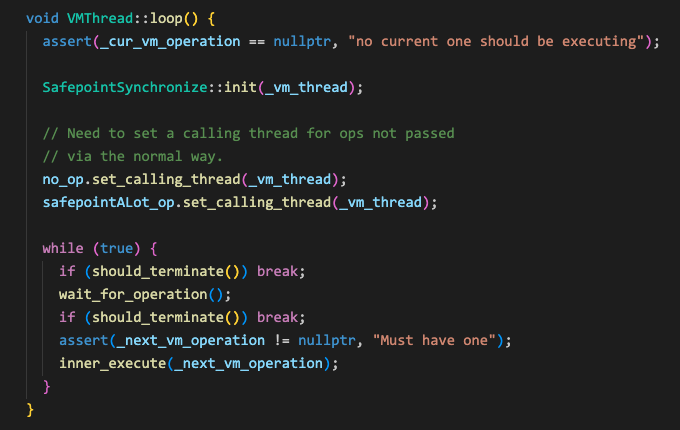 void VMThread::loop() {
assert(_cur_vm_operation == nullptr, "no current one should be executing");
SafepointSynchronize::init(_vm_thread);
// Need to set a calling thread for ops not passed
// via the normal way.
no_op.set_calling_thread(_vm_thread);
safepointALot_op.set_calling_thread(_vm_thread);
while (true) {
if (should_terminate()) break;
wait_for_operation();
if (should_terminate()) break;
assert(_next_vm_operation != nullptr, "Must have one");
inner_execute(_next_vm_operation);
}
}